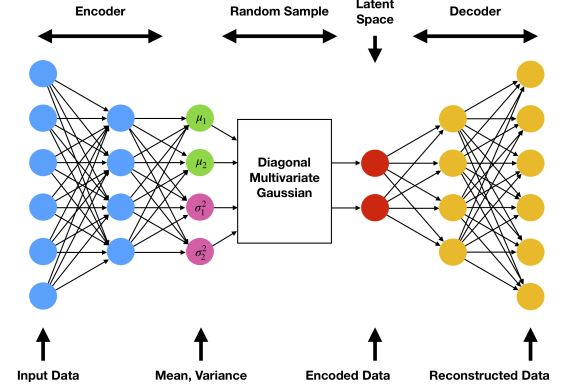 Encoder
Random Sample
Latent
Space
Decoder
μ1
μ2
σ²1
σ²2
Diagonal
Multivariate
Gaussian
Input Data
Mean, Variance
Encoded Data
Reconstructed Data